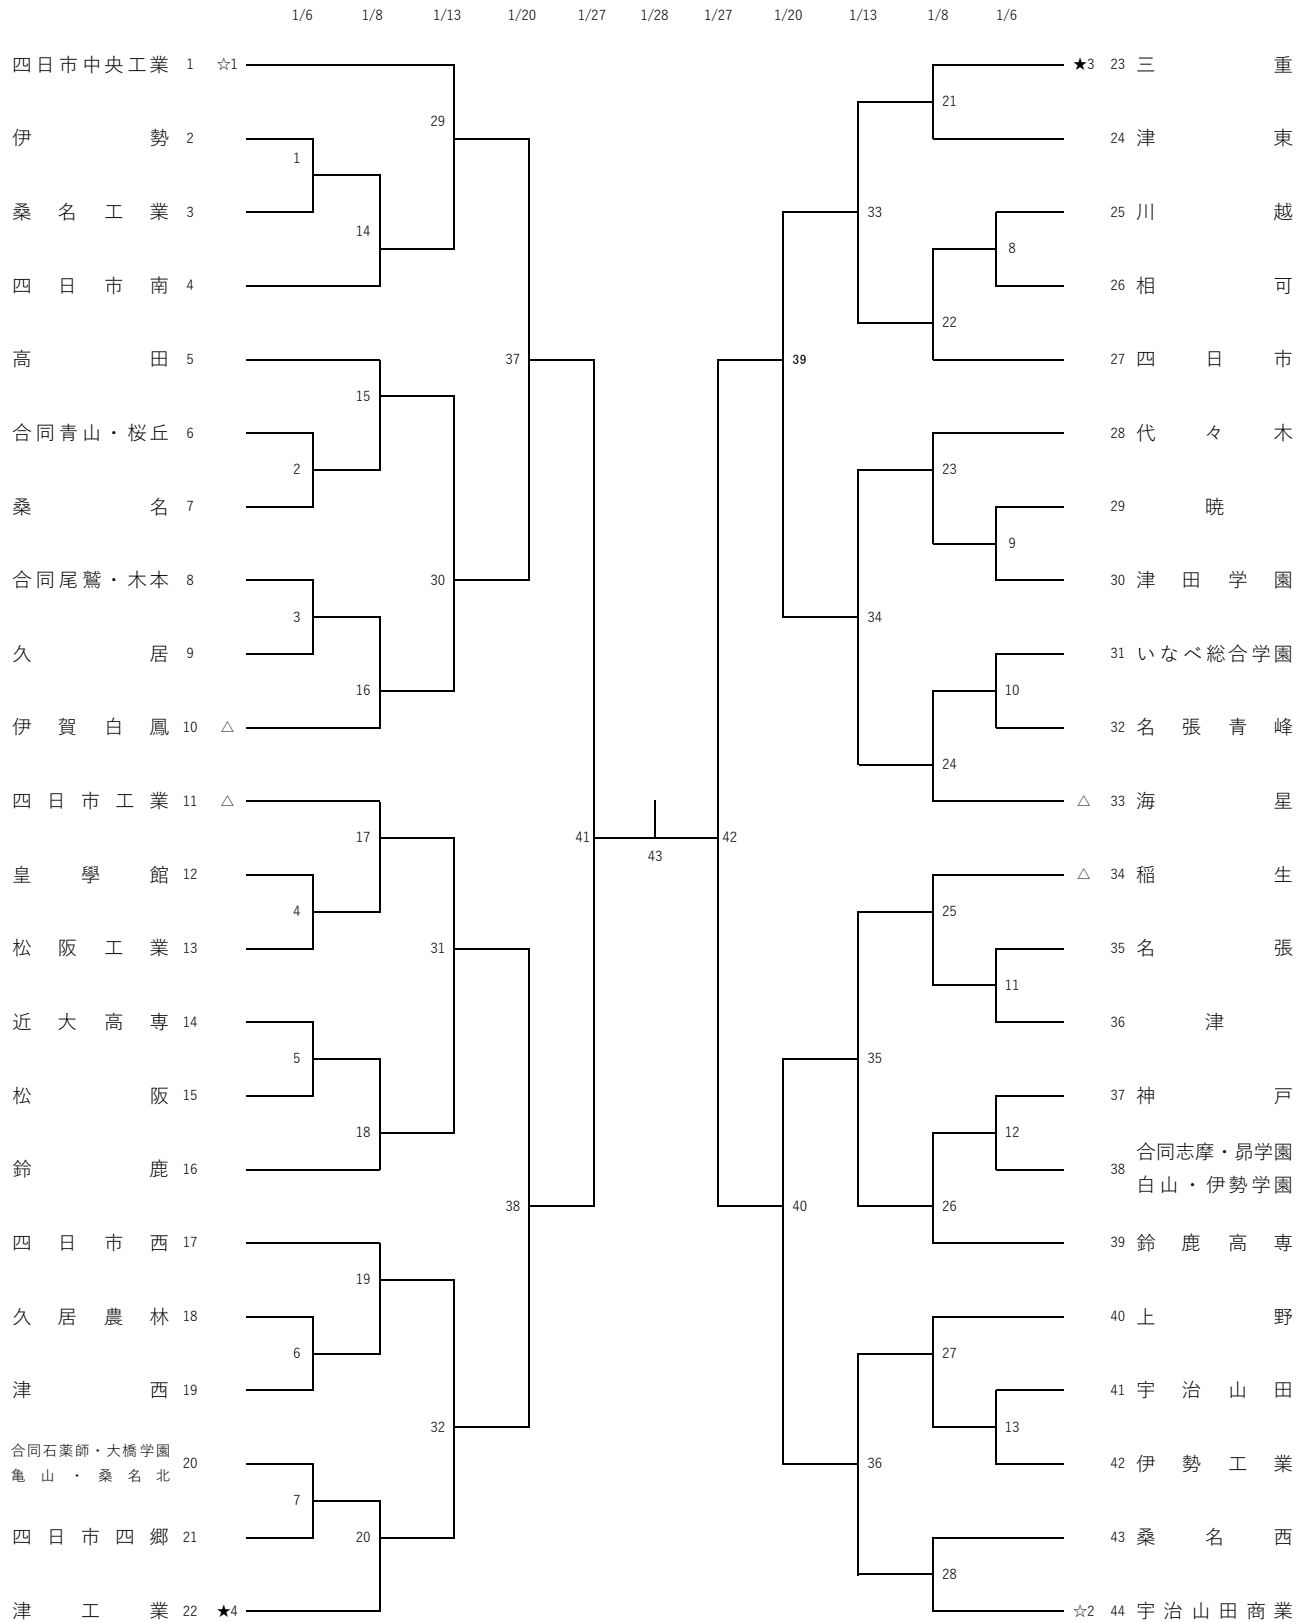 1/6 1/8 1/13 1/20 1/27 1/28 1/27 1/20 1/13 1/8 1/6
四日市中央工業 1 ☆1
29
伊勢 2
1
桑名工業 3
14
四日市南 4
高田 5
37
15
合同青山・桜丘 6
2
桑名 7
合同尾鷲・木本 8
30
3
久居 9
16
伊賀白鳳 10 △
四日市工業 11 △
17
41
皇學館 12
4
松阪工業 13
31
近大高専 14
5
松阪 15
18
鈴鹿 16
38
四日市西 17
19
久居農林 18
6
津西 19
32
合同石薬師・大橋学園
亀山・桑名北
20
7
四日市四郷 21
20
津工業 22 ★4
43
★3 23 三重
21
24 津東
25 川越
33
8
26 相可
22
27 四日市
39
28 代々木
23
29 暁
9
30 津田学園
34
31 いなべ総合学園
10
32 名張青峰
24
△ 33 海星
42
△ 34 稲生
25
35 名張
11
36 津
35
37 神戸
12
38
合同志摩・昴学園
白山・伊勢学園
40
26
39 鈴鹿高専
40 上野
27
41 宇治山田
13
42 伊勢工業
36
43 桑名西
28
☆2 44 宇治山田商業